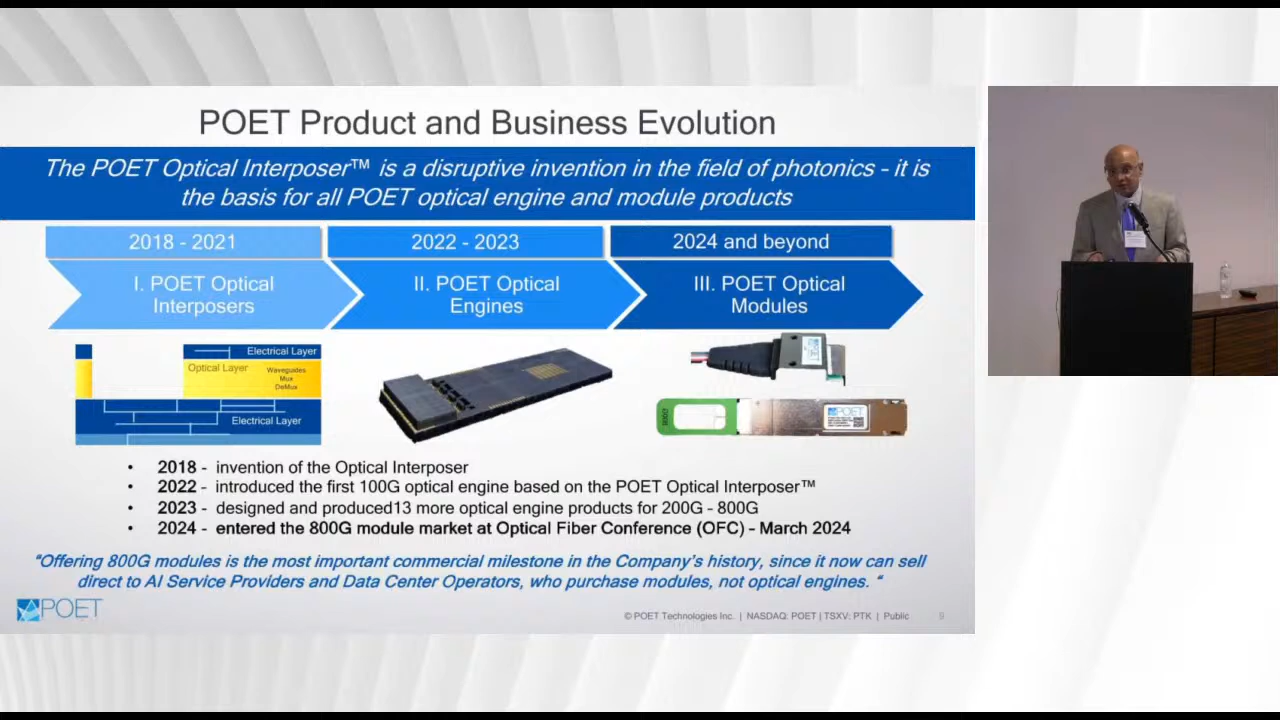 POET Product and Business Evolution
The POET Optical Interposer™ is a disruptive invention in the field of photonics - it is
the basis for all POET optical engine and module products
2018 - 2021
2022 - 2023
2024 and beyond
I. POET Optical
Interposers
II. POET Optical
Engines
III. POET Optical
Modules
Electrical Layer
Optical Layer
Waveguides
Mux
DeMux
Electrical Layer
POET
• 2018 - invention of the Optical Interposer
• 2022 - introduced the first 100G optical engine based on the POET Optical Interposer™
• 2023 - designed and produced13 more optical engine products for 200G - 800G
• 2024 - entered the 800G module market at Optical Fiber Conference (OFC) - March 2024
"Offering 800G modules is the most important commercial milestone in the Company's history, since it now can sell
direct to AI Service Providers and Data Center Operators, who purchase modules, not optical engines. "
POET
© POET Technologies Inc. | NASDAQ: POET | TSXV: PTK | Public 9